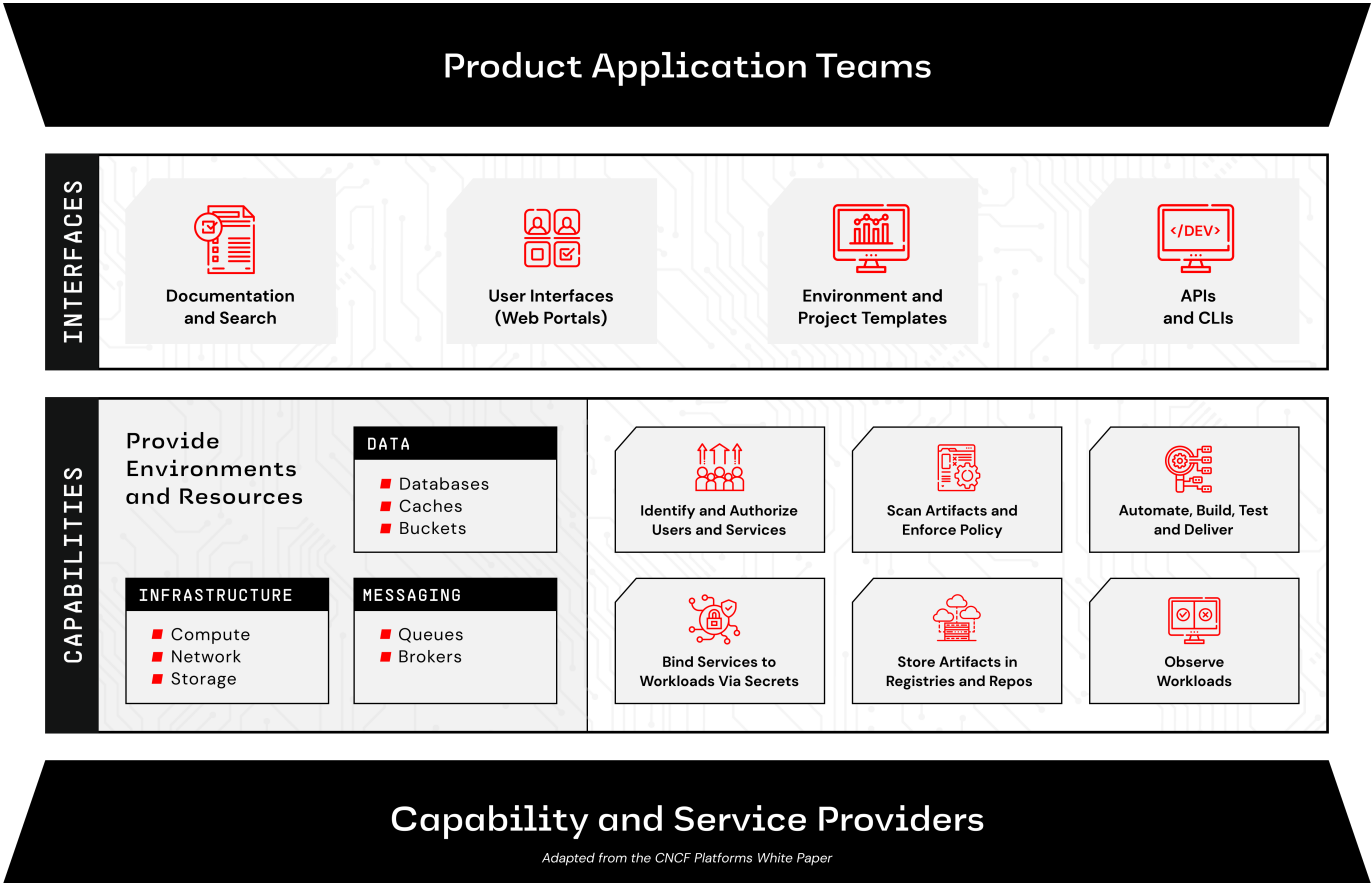 Product Application Teams
INTERFACES
Documentation
and Search
User Interfaces
(Web Portals)
Environment and
Project Templates
</DEV>
APIs
and CLIs
CAPABILITIES
Provide
Environments
and Resources
DATA
Databases
Caches
Buckets
INFRASTRUCTURE
Compute
Network
Storage
MESSAGING
Queues
Brokers
Identify and Authorize
Users and Services
Scan Artifacts and
Enforce Policy
Automate, Build, Test
and Deliver
Bind Services to
Workloads Via Secrets
Store Artifacts in
Registries and Repos
Observe
Workloads
Capability and Service Providers
Adapted from the CNCF Platforms White Paper